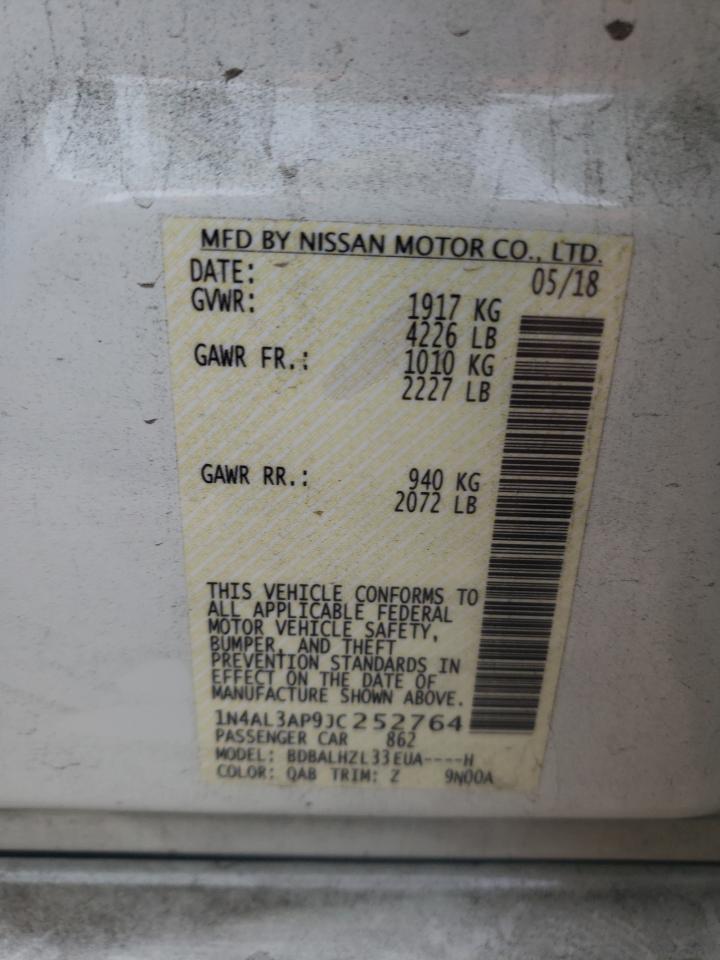 MFD BY NISSAN MOTOR CO., LTD.
DATE: 05/18
GVWR: 1917 KG
4226 LB
GAWR FR.: 1010 KG
2227 LB
GAWR RR.: 940 KG
2072 LB
THIS VEHICLE CONFORMS TO
ALL APPLICABLE FEDERAL
MOTOR VEHICLE SAFETY,
BUMPER, AND THEFT
PREVENTION STANDARDS IN
EFFECT ON THE DATE OF
MANUFACTURE SHOWN ABOVE.
1N4AL3AP9JC252764
PASSENGER CAR 862
MODEL: BDBALHZL33EUA----H
COLOR: QAB TRIM: Z 9N00A